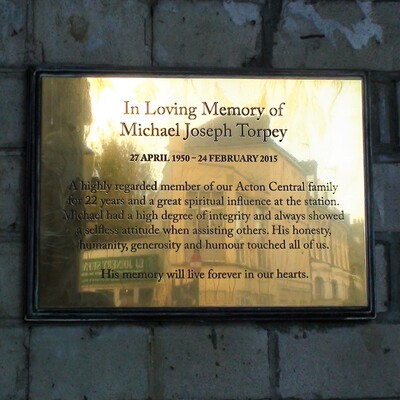 In Loving Memory of
Michael Joseph Torpey
27 APRIL 1950 – 24 FEBRUARY 2015
A highly regarded member of our Acton Central family
for 22 years and a great spiritual influence at the station.
Michael had a high degree of integrity and always showed
a selfless attitude when assisting others. His honesty,
humanity, generosity and humour touched all of us.
His memory will live forever in our hearts.